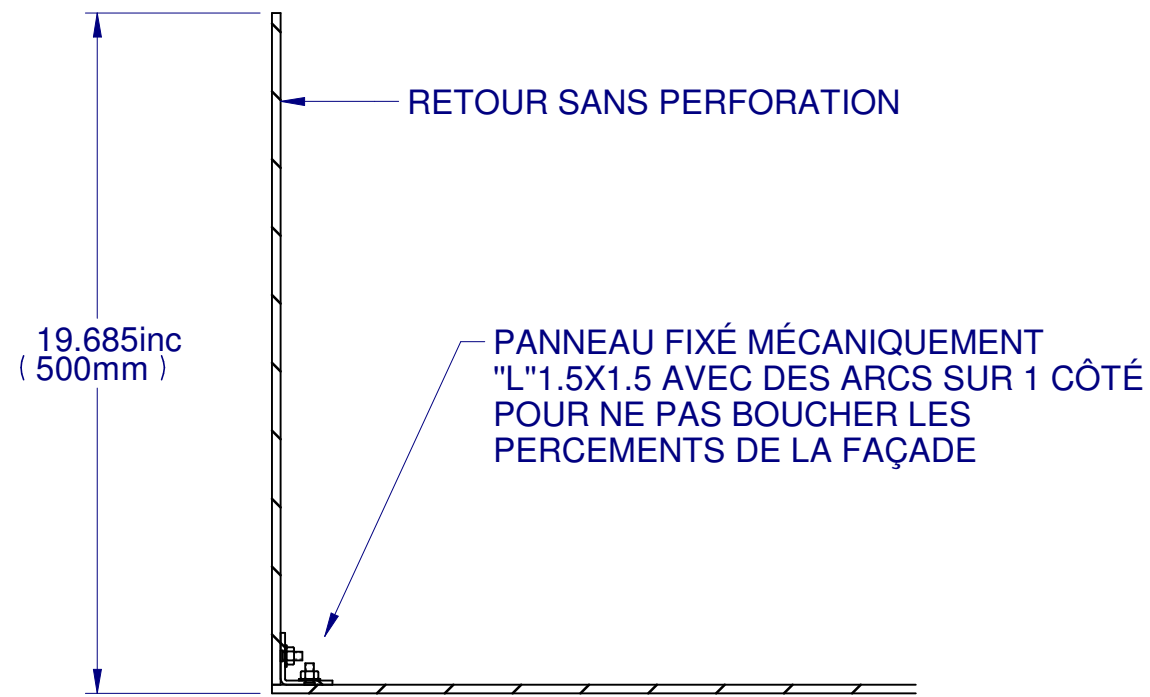 RETOUR SANS PERFORATION
19.685inc
( 500mm )
PANNEAU FIXÉ MÉCANIQUEMENT
"L"1.5X1.5 AVEC DES ARCS SUR 1 CÔTÉ
POUR NE PAS BOUCHER LES
PERCEMENTS DE LA FAÇADE